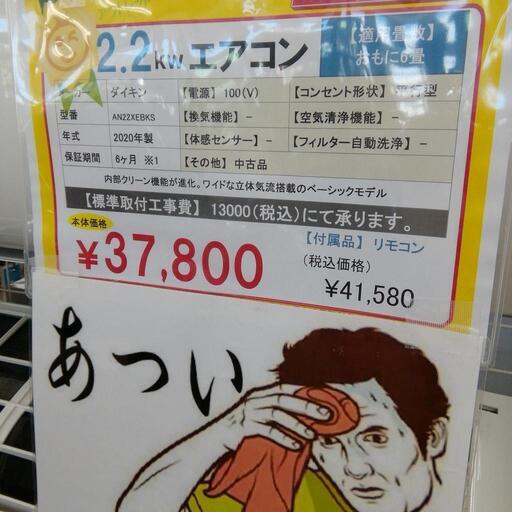 2.2kwエアコン
【適用畳数】
おもに6畳
ダイキン 【電源】 100(V) 【コンセント形状】 平行型
型番 AN22XEBKS 【換気機能】 - 【空気清浄機能】 -
年式 2020年製 【体感センサー】 - 【フィルター自動洗浄】 -
保証期間 6ヶ月 ※1 【その他】 中古品
内部クリーン機能が進化。ワイドな立体気流搭載のベーシックモデル
【標準取付工事費】 13000(税込)にて承ります。
本体価格
¥37,800
【付属品】 リモコン
(税込価格)
¥41,580
あつい